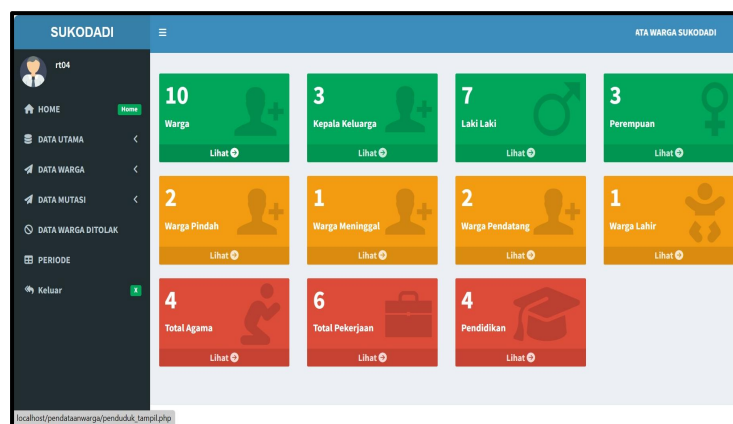 SUKODADI
ATA WARGA SUKODADI
rt04
HOME
Home
DATA UTAMA
DATA WARGA
DATA MUTASI
DATA WARGA DITOLAK
PERIODE
Keluar
X
10
Warga
Lihat
3
Kepala Keluarga
Lihat
7
Laki Laki
Lihat
3
Perempuan
Lihat
2
Warga Pindah
Lihat
1
Warga Meninggal
Lihat
2
Warga Pendatang
Lihat
1
Warga Lahir
Lihat
4
Total Agama
Lihat
6
Total Pekerjaan
Lihat
4
Pendidikan
Lihat
localhost/pendataanwarga/penduduk_tampil.php